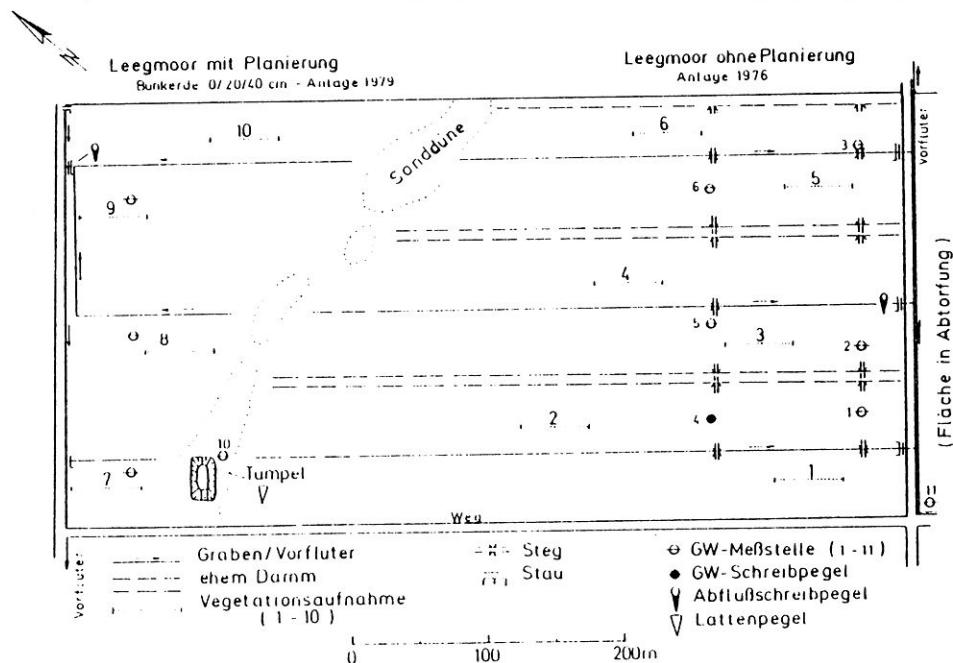 N
Leegmoor mit Planierung
Bunkerde 0/20/40 cm - Anlage 1979
Leegmoor ohne Planierung
Anlage 1976
Vorfluter
10
Sanddüne
6
3
6
5
9
4
5
8
3
2
(Fläche in Abtorfung)
2
4
1
10
7
Tümpel
1
11
Weg
Vorfluter
Graben/Vorfluter
ehem Damm
Vegetationsaufnahme
( 1 - 10 )
Steg
Stau
GW-Meßstelle ( 1 - 11 )
GW-Schreibpegel
Abflußschreibpegel
Lattenpegel
0 100 200m